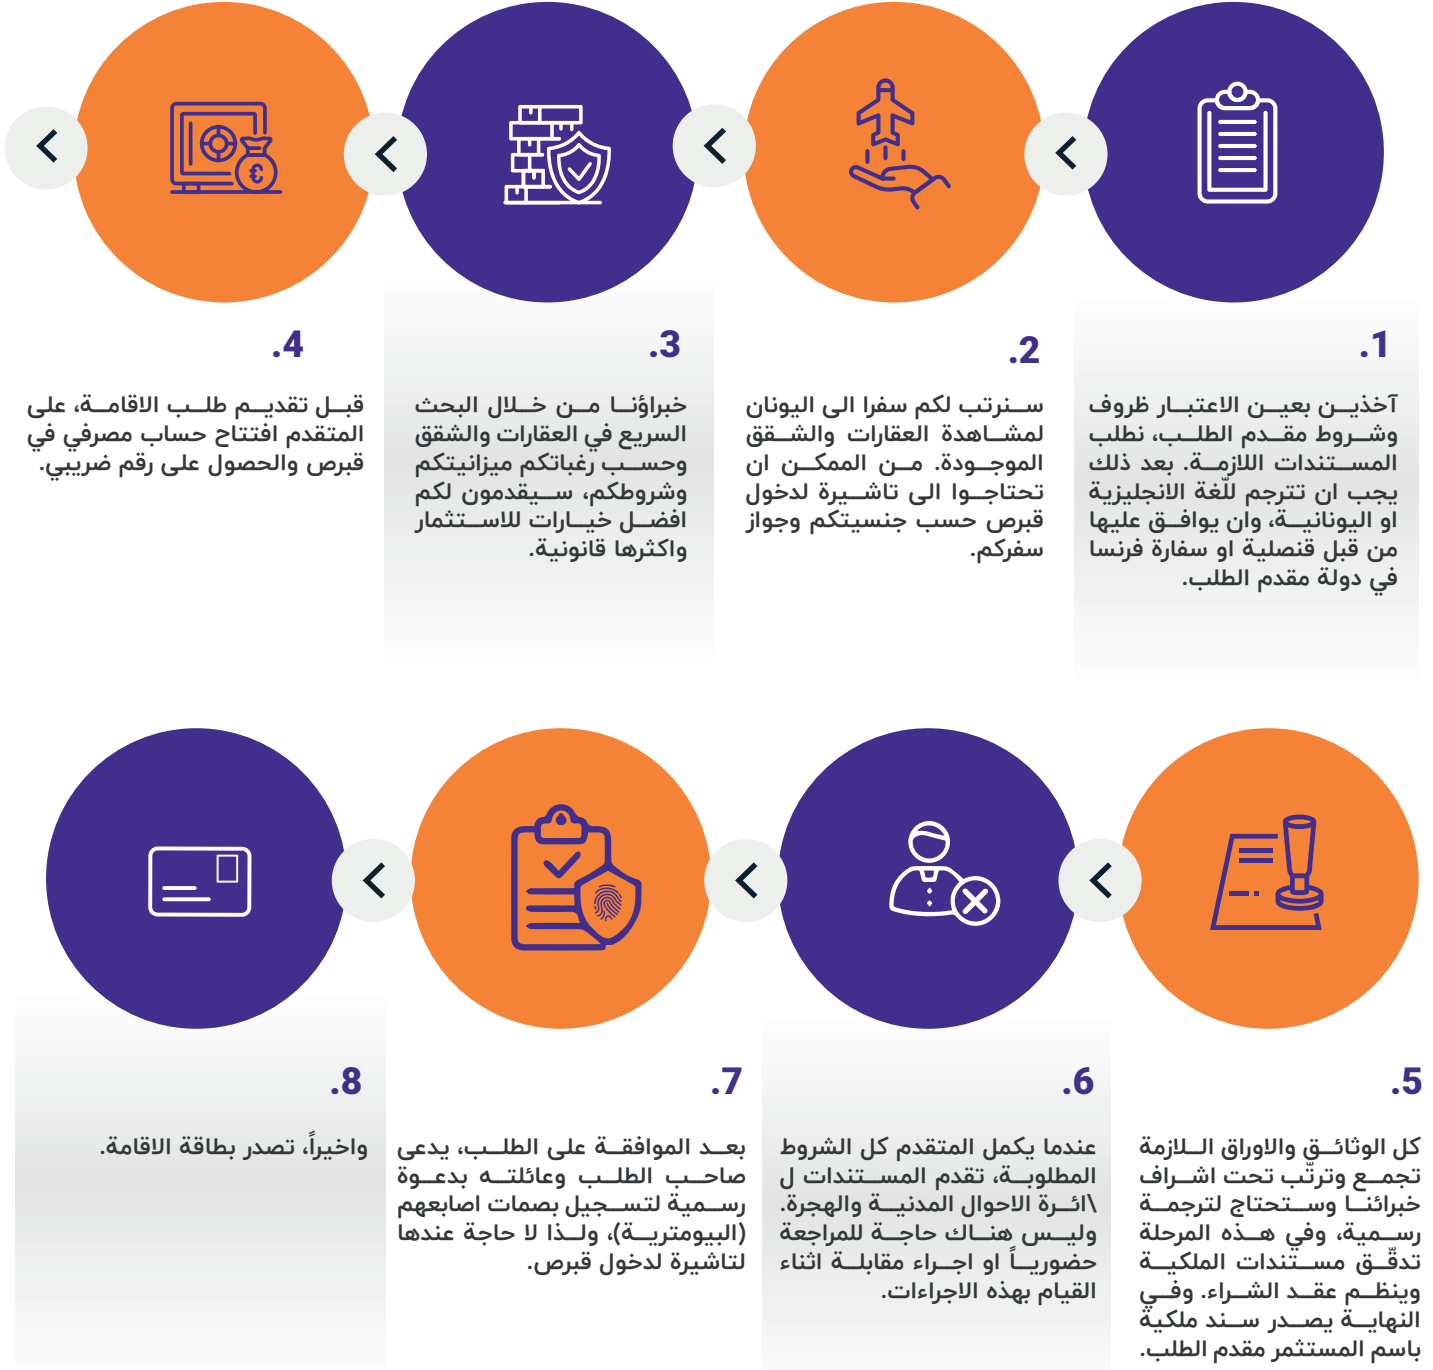 1.
آخذين بعين الاعتبار ظروف
وشروط مقدم الطلب، نطلب
المستندات اللازمة. بعد ذلك
يجب ان تترجم للّغة الانجليزية
او اليونانية، وان يوافق عليها
من قبل قنصلية او سفارة فرنسا
في دولة مقدم الطلب.
2.
سنرتب لكم سفرا الى اليونان
لمشاهدة العقارات والشقق
الموجودة. من الممكن ان
تحتاجوا الى تاشيرة لدخول
قبرص حسب جنسيتكم وجواز
سفركم.
3.
خبراؤنا من خلال البحث
السريع في العقارات والشقق
وحسب رغباتكم ميزانيتكم
وشروطكم، سيقدمون لكم
افضل خيارات للاستثمار
واكثرها قانونية.
4.
قبل تقديم طلب الاقامة، على
المتقدم افتتاح حساب مصرفي في
قبرص والحصول على رقم ضريبي.
5.
كل الوثائق والاوراق اللازمة
تجمع وترتّب تحت اشراف
خبرائنا وستحتاج لترجمة
رسمية، وفي هذه المرحلة
تدقّق مستندات الملكية
وينظم عقد الشراء. وفي
النهاية يصدر سند ملكية
باسم المستثمر مقدم الطلب.
6.
عندما يكمل المتقدم كل الشروط
المطلوبة، تقدم المستندات ل
\ائرة الاحوال المدنية والهجرة.
وليس هناك حاجة للمراجعة
حضورياً او اجراء مقابلة اثناء
القيام بهذه الاجراءات.
7.
بعد الموافقة على الطلب، يدعى
صاحب الطلب وعائلته بدعوة
رسمية لتسجيل بصمات اصابعهم
(البيومترية)، ولذا لا حاجة عندها
لتاشيرة لدخول قبرص.
8.
واخيراً، تصدر بطاقة الاقامة.